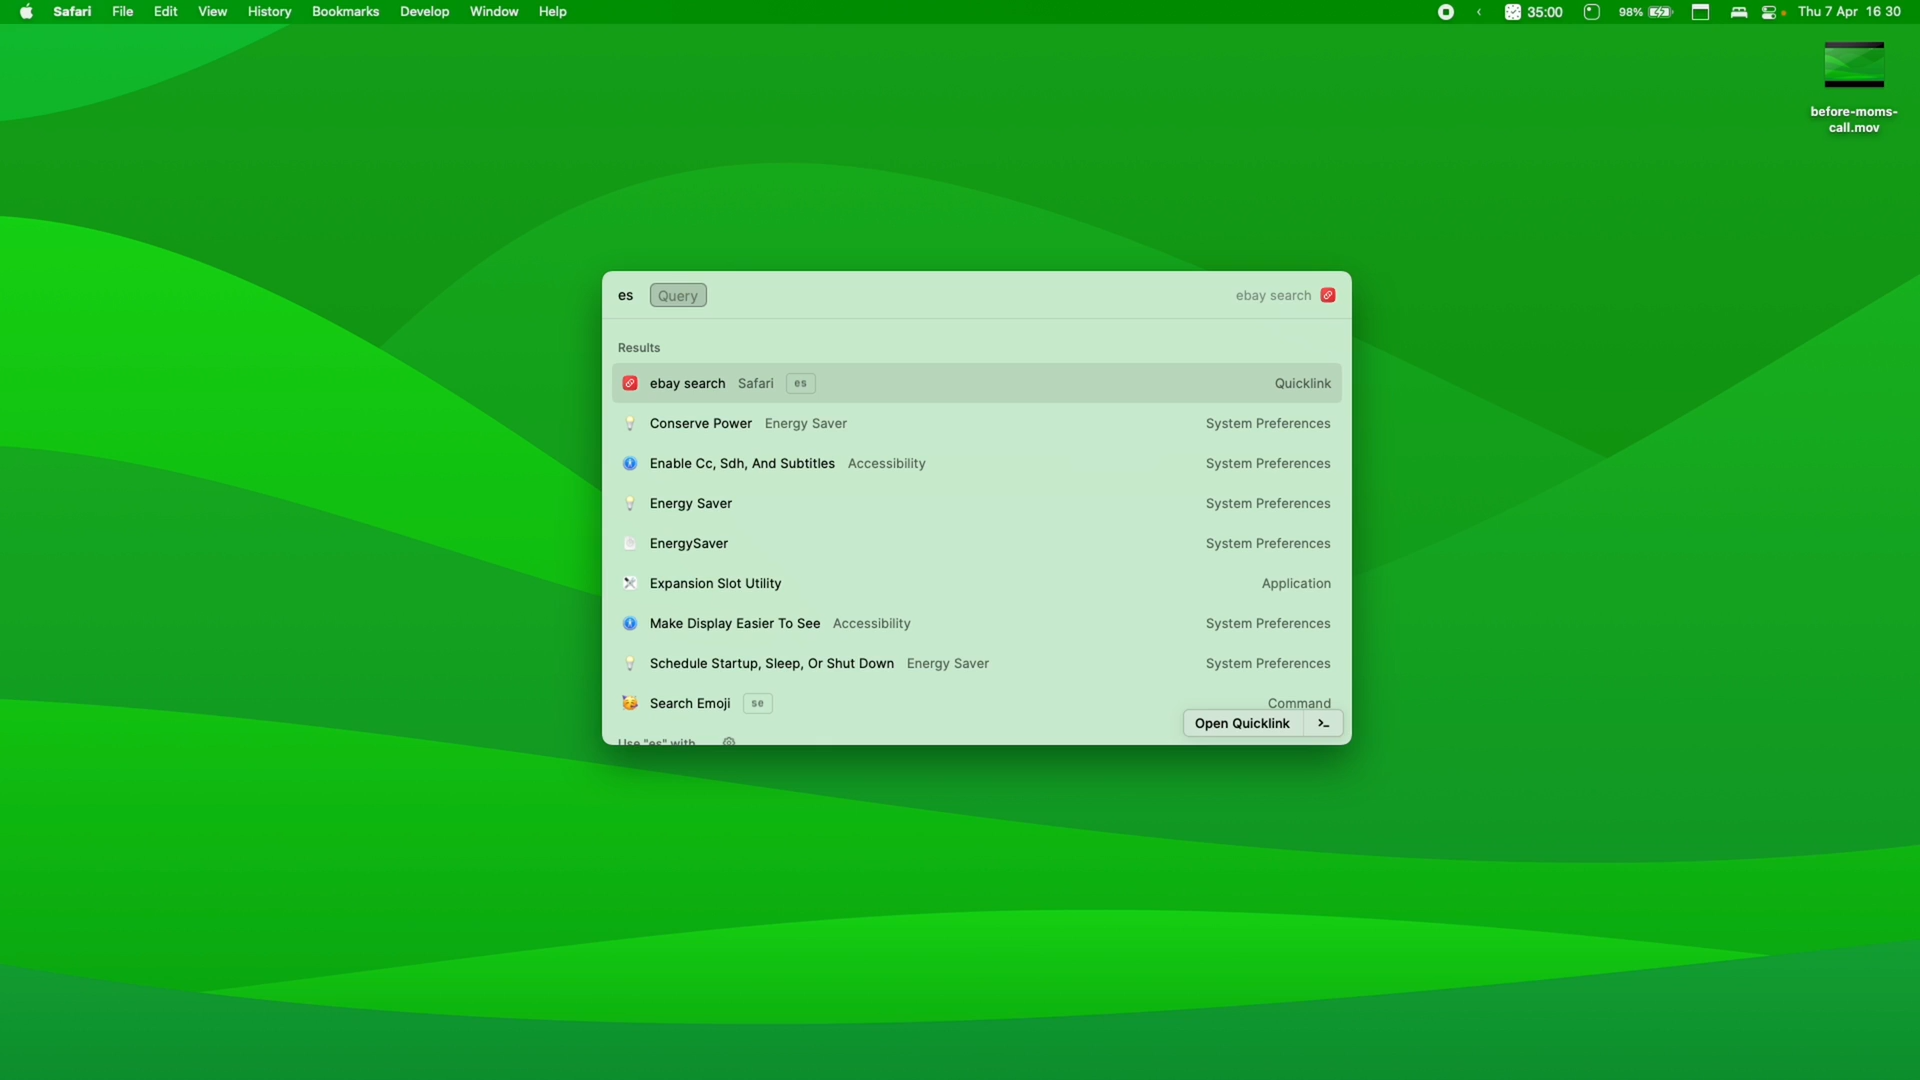 Safari File Edit View History Bookmarks Develop Window Help 35:00 98% Thu 7 Apr 16 30
before-moms-
call.mov
es Query ebay search
Results
ebay search Safari es Quicklink
Conserve Power Energy Saver System Preferences
Enable Cc, Sdh, And Subtitles Accessibility System Preferences
Energy Saver System Preferences
EnergySaver System Preferences
Expansion Slot Utility Application
Make Display Easier To See Accessibility System Preferences
Schedule Startup, Sleep, Or Shut Down Energy Saver System Preferences
Search Emoji se Command
Open Quicklink
Use "es" with